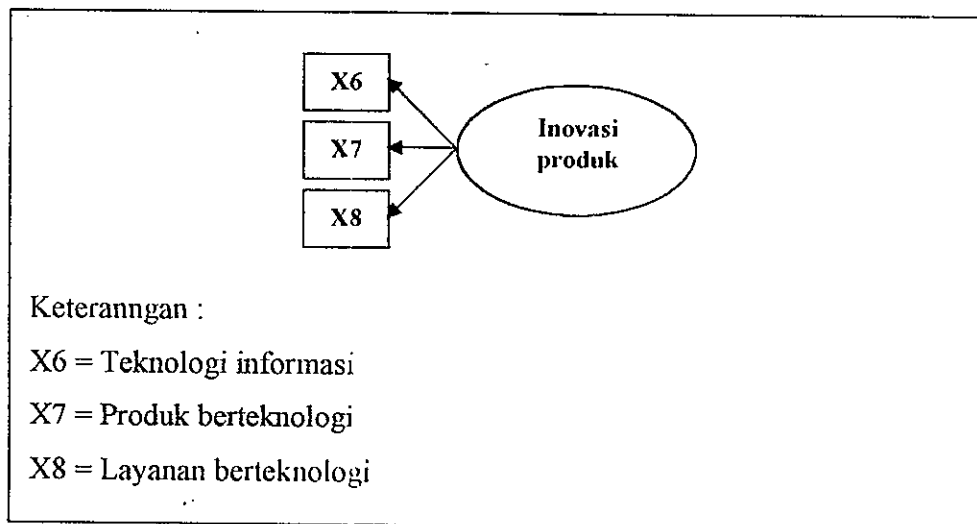 X6
X7
X8
Inovasi
produk
Keteranngan :
X6 = Teknologi informasi
X7 = Produk berteknologi
X8 = Layanan berteknologi